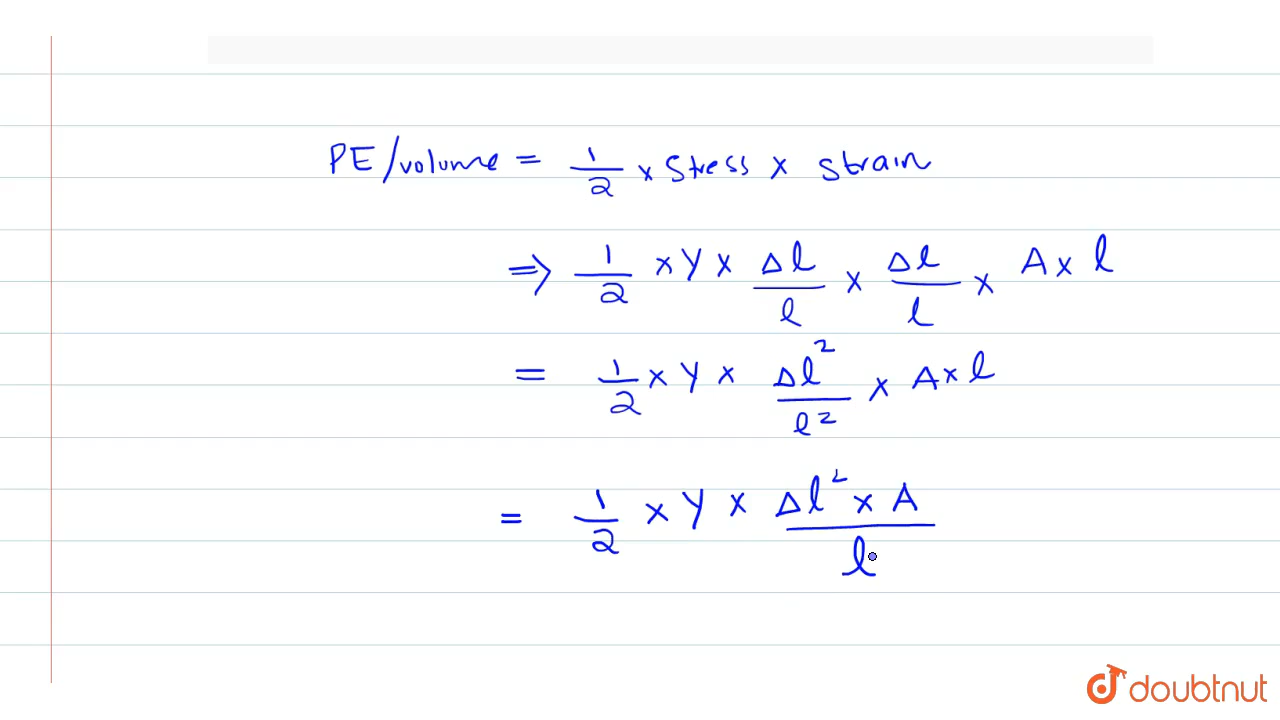 PE/volume = 1/2 × stress × strain
⇒ 1/2 × Y × Δl/l × Δl/l × A × l
= 1/2 × Y × Δl²/l² × A × l
= 1/2 × Y × Δl² × A/l
doubtnut